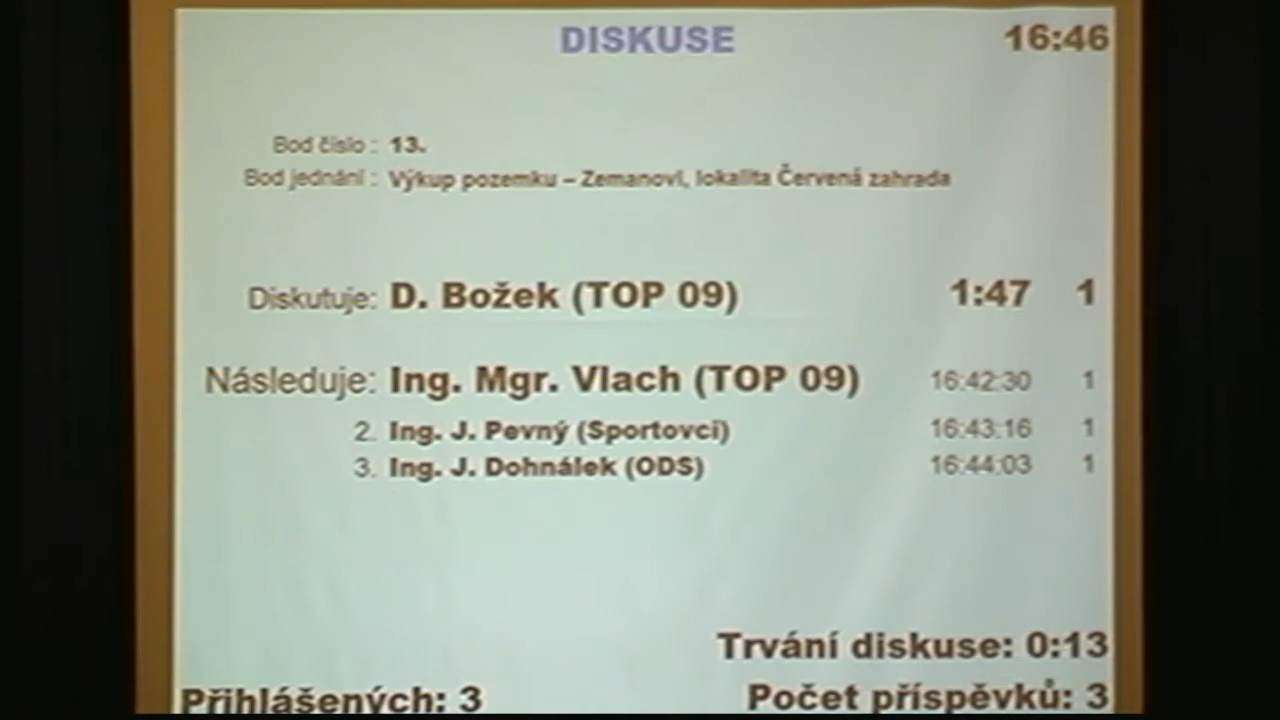 DISKUSE 16:46
Bod číslo : 13.
Bod jednání : Výkup pozemku – Zemanovi, lokalita Červená zahrada
Diskutuje: D. Božek (TOP 09) 1:47 1
Následuje: Ing. Mgr. Vlach (TOP 09) 16:42:30 1
2. Ing. J. Pevný (Sportovci) 16:43:16 1
3. Ing. J. Dohnálek (ODS) 16:44:03 1
Trvání diskuse: 0:13
Přihlášených: 3 Počet příspěvků: 3